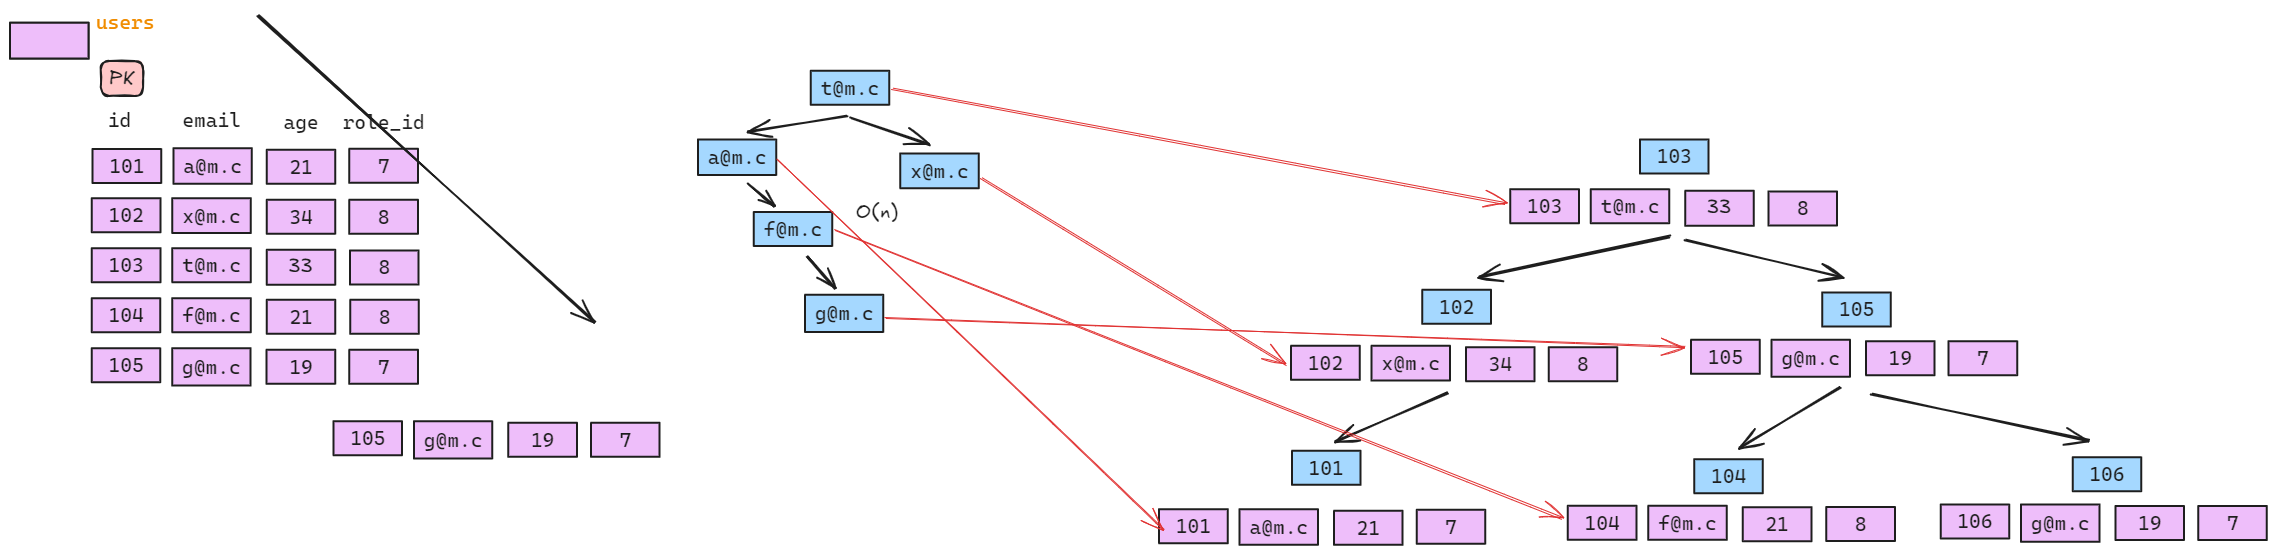 users
PK
id email age role_id
101 a@m.c 21 7
102 x@m.c 34 8
103 t@m.c 33 8
104 f@m.c 21 8
105 g@m.c 19 7
105 g@m.c 19 7
t@m.c
a@m.c
x@m.c
f@m.c
O(n)
g@m.c
103
103 t@m.c 33 8
102
102 x@m.c 34 8
105
105 g@m.c 19 7
101
101 a@m.c 21 7
104
104 f@m.c 21 8
106
106 g@m.c 19 7